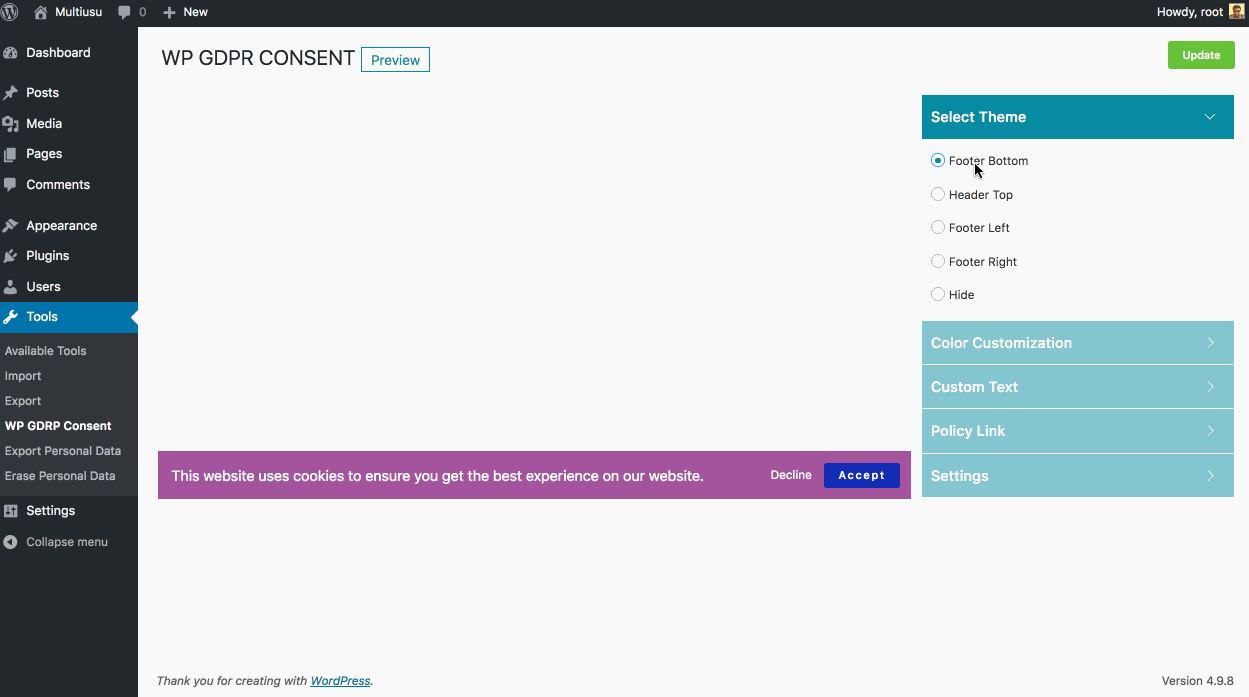 Multiusu 0 New Howdy, root
Dashboard
Posts
Media
Pages
Comments
Appearance
Plugins
Users
Tools
Available Tools
Import
Export
WP GDRP Consent
Export Personal Data
Erase Personal Data
Settings
Collapse menu
WP GDPR CONSENT Preview
Update
Select Theme
Footer Bottom
Header Top
Footer Left
Footer Right
Hide
Color Customization
Custom Text
Policy Link
Settings
This website uses cookies to ensure you get the best experience on our website. Decline Accept
Thank you for creating with WordPress. Version 4.9.8